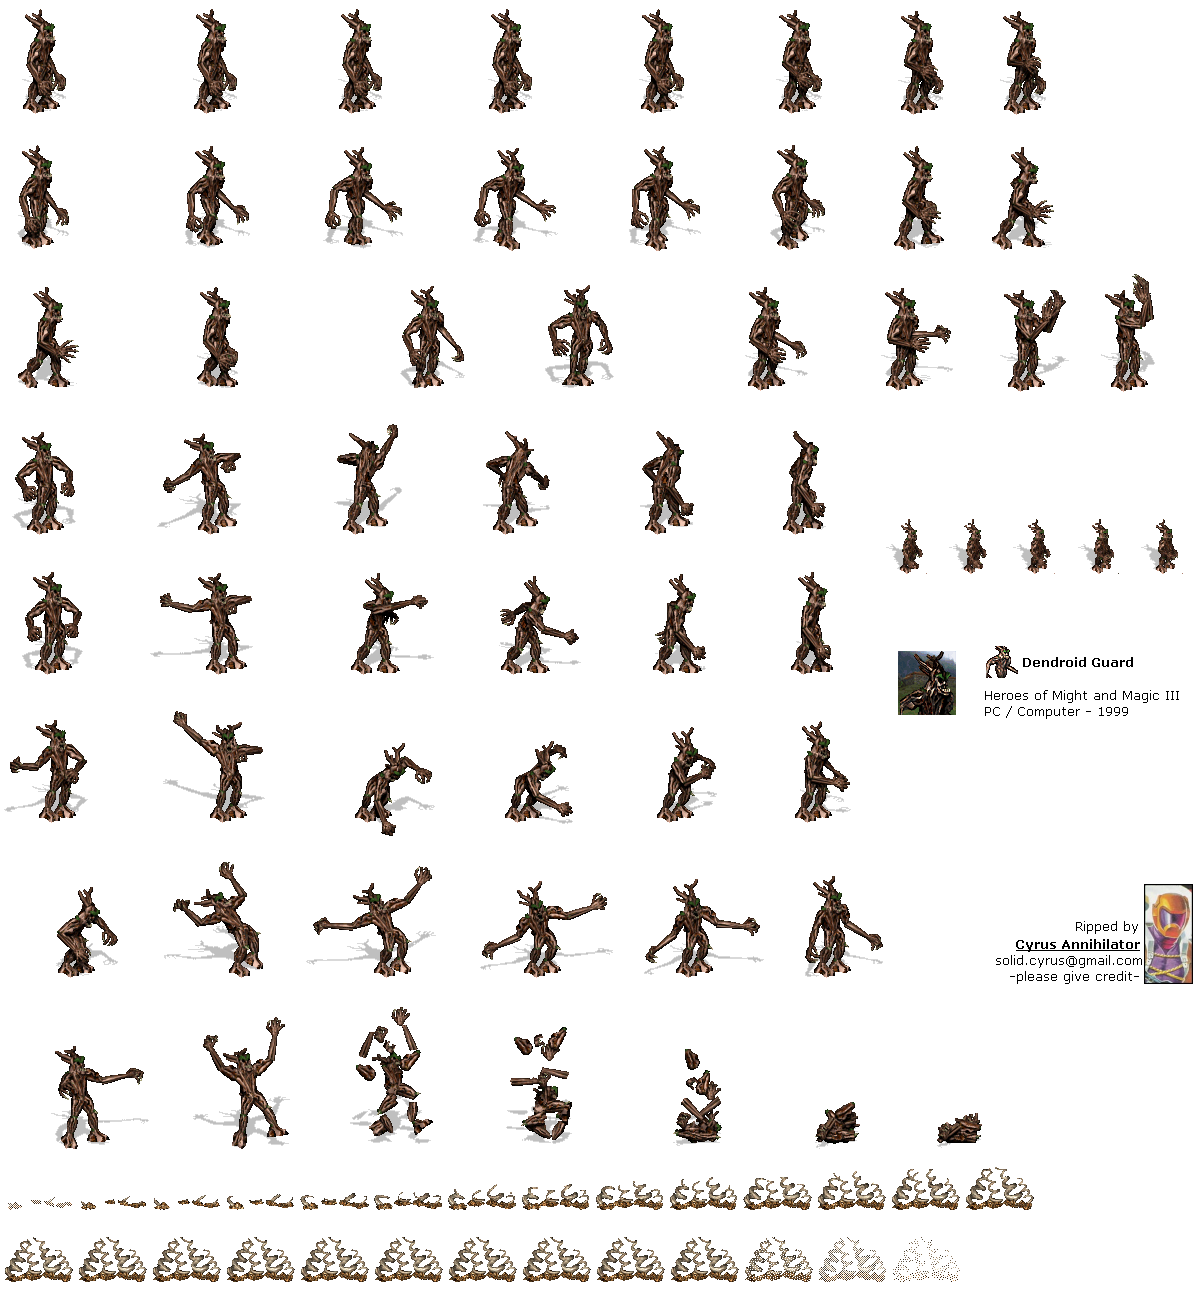 Dendroid Guard
Heroes of Might and Magic III
PC / Computer - 1999
Ripped by
Cyrus Annihilator
solid.cyrus@gmail.com
-please give credit-